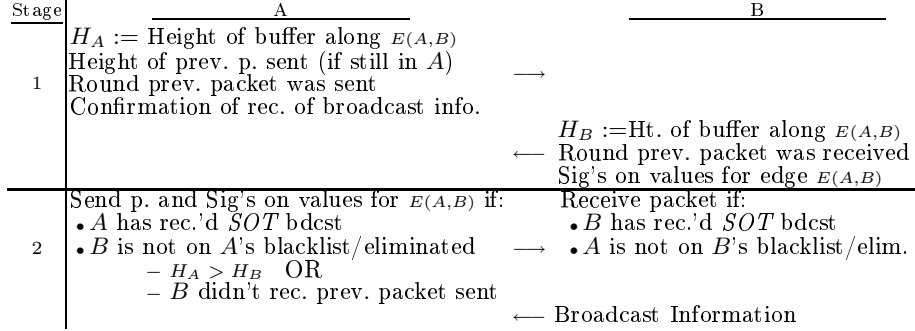 Stage A B
H_A := Height of buffer along E(A,B)
Height of prev. p. sent (if still in A)
1 Round prev. packet was sent ⟶
Confirmation of rec. of broadcast info.
H_B :=Ht. of buffer along E(A,B)
⟵ Round prev. packet was received
Sig's on values for edge E(A,B)
Send p. and Sig's on values for E(A,B) if: Receive packet if:
• A has rec.'d SOT bdcst • B has rec.'d SOT bdcst
2 • B is not on A's blacklist/eliminated ⟶ • A is not on B's blacklist/elim.
– H_A > H_B OR
– B didn't rec. prev. packet sent
⟵ Broadcast Information